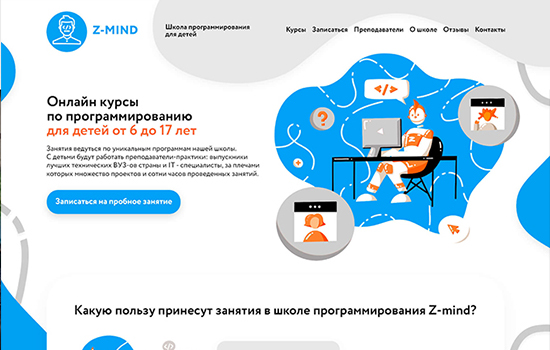 Z-MIND
Школа программирования
для детей
Курсы Записаться Преподаватели О школе Отзывы Контакты
Онлайн курсы
по программированию
для детей от 6 до 17 лет
Занятия ведуться по уникальным программам нашей школы.
С детьми будут работать преподаватели-практики: выпускники
лучших технических ВУЗ-ов страны и IT - специалисты, за плечами
которых множество проектов и сотни часов проведенных занятий.
Записаться на пробное занятие
</>
?
Какую пользу принесут занятия в школе программирования Z-mind?